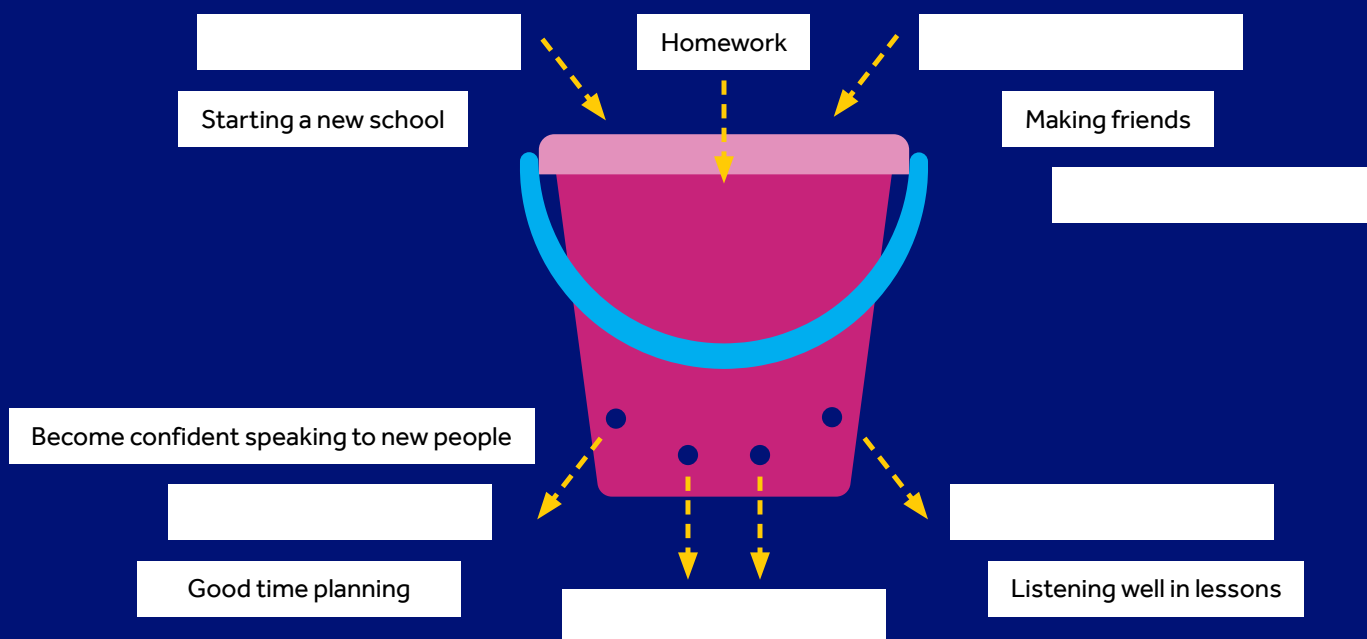 Homework
Starting a new school
Making friends
Become confident speaking to new people
Good time planning
Listening well in lessons